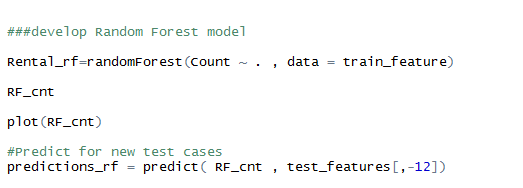 ###develop Random Forest model
Rental_rf=randomForest(Count ~ . , data = train_feature)
RF_cnt
plot(RF_cnt)
#Predict for new test cases
predictions_rf = predict( RF_cnt , test_features[,-12])